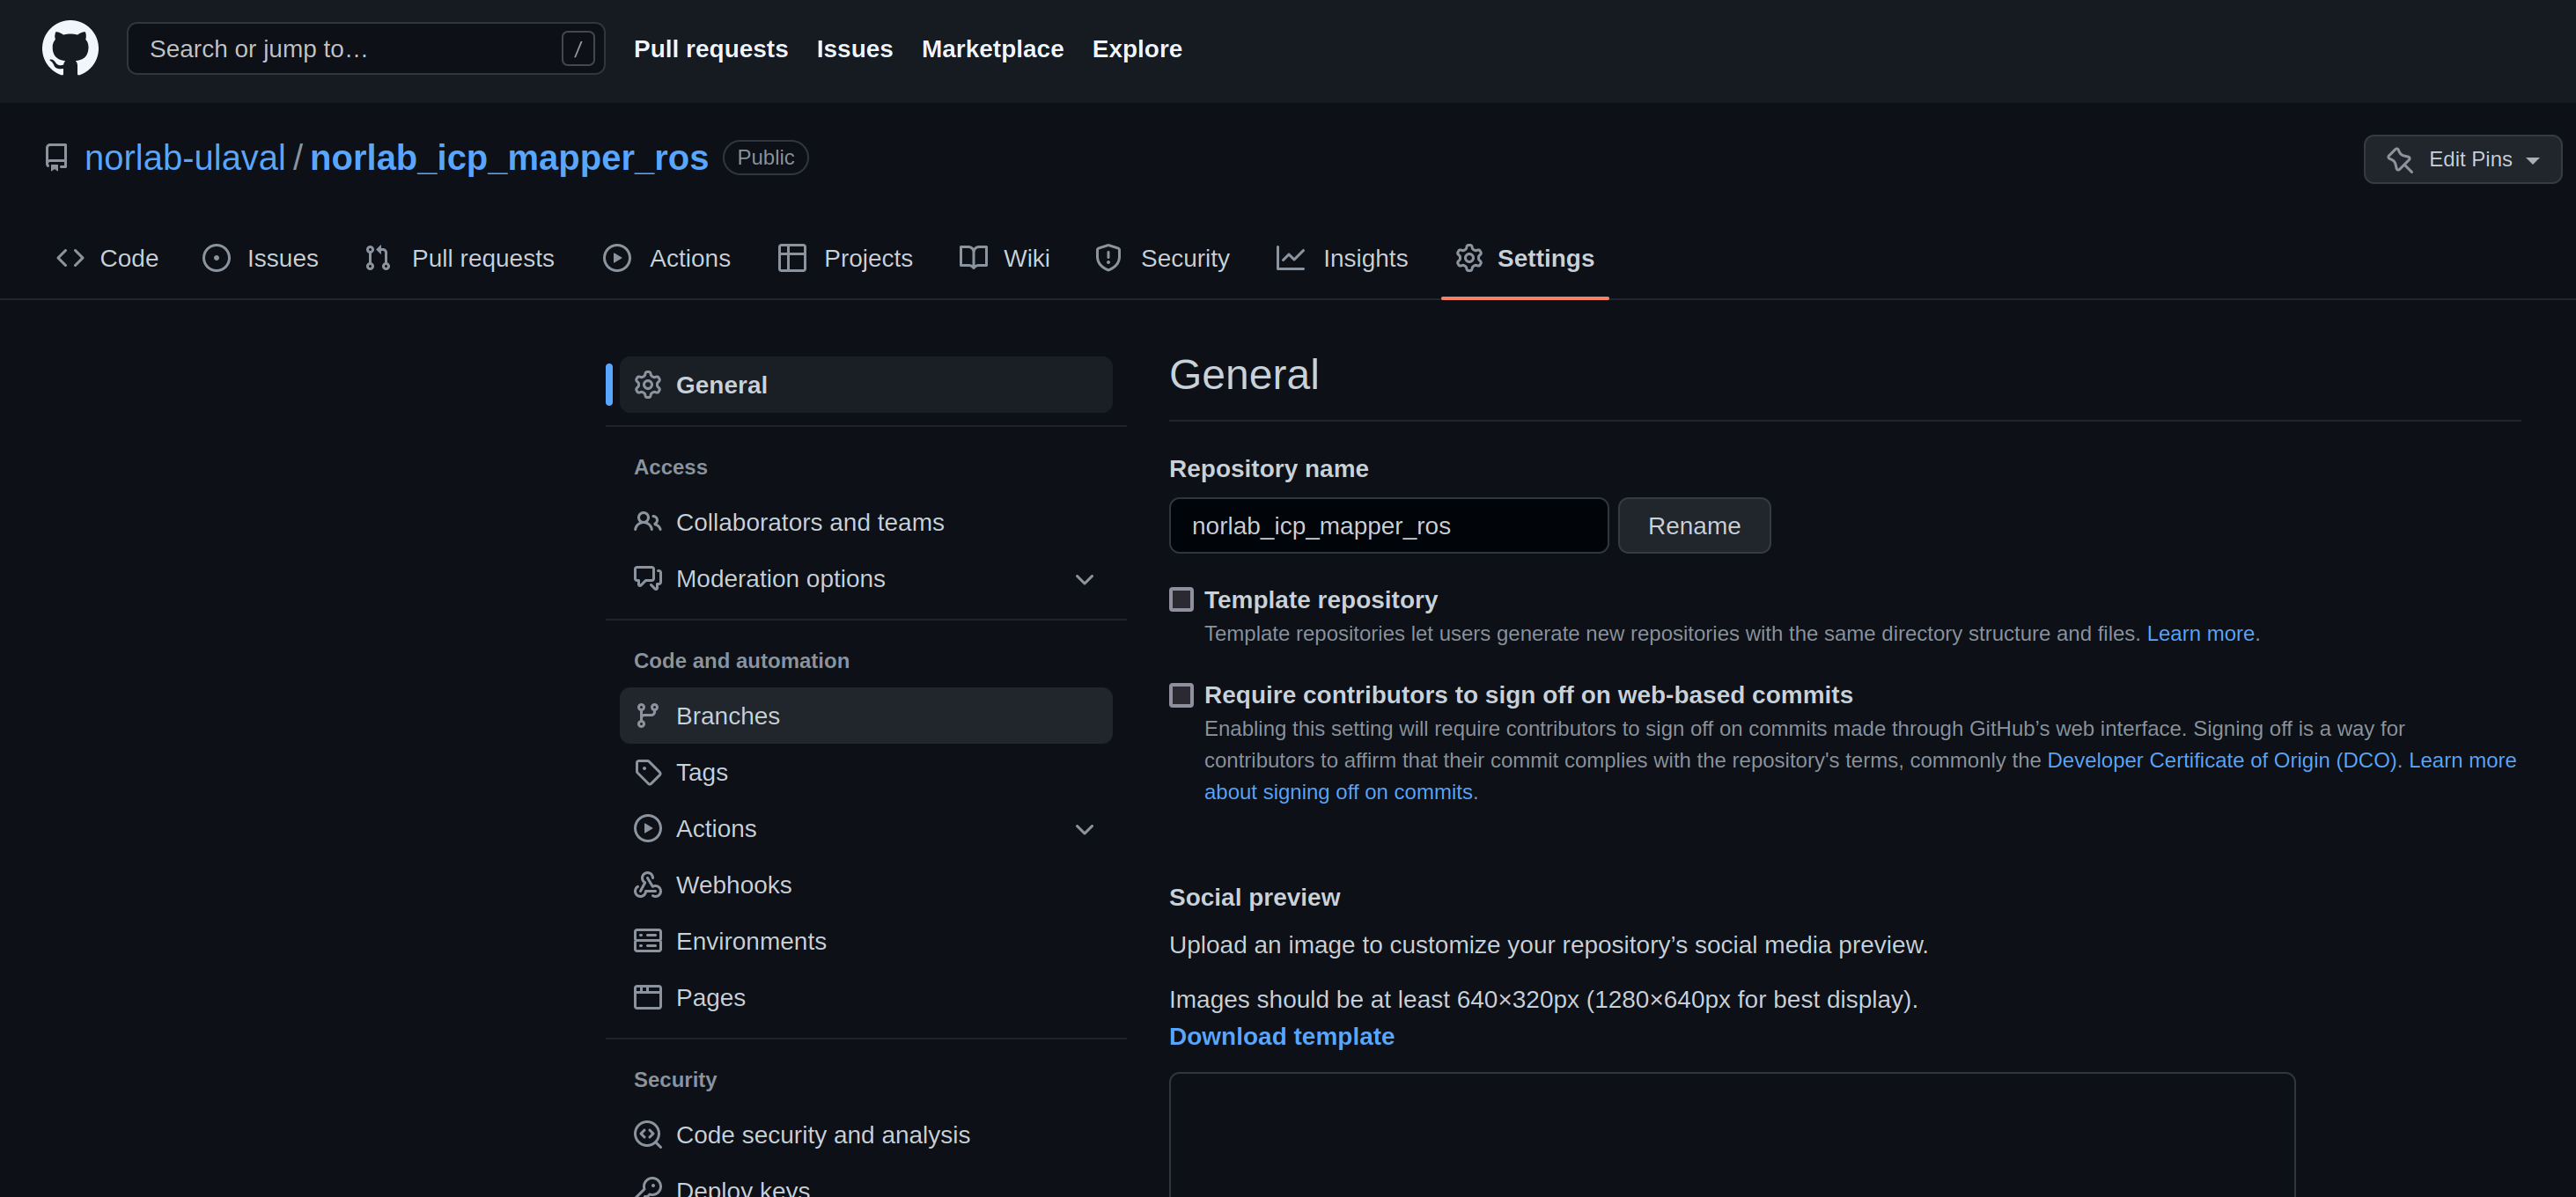 Search or jump to…
/
Pull requests Issues Marketplace Explore
norlab-ulaval / norlab_icp_mapper_ros Public
Edit Pins
Code Issues Pull requests Actions Projects Wiki Security Insights Settings
General
Access
Collaborators and teams
Moderation options
Code and automation
Branches
Tags
Actions
Webhooks
Environments
Pages
Security
Code security and analysis
Deploy keys
General
Repository name
norlab_icp_mapper_ros Rename
Template repository
Template repositories let users generate new repositories with the same directory structure and files. Learn more.
Require contributors to sign off on web-based commits
Enabling this setting will require contributors to sign off on commits made through GitHub’s web interface. Signing off is a way for
contributors to affirm that their commit complies with the repository's terms, commonly the Developer Certificate of Origin (DCO). Learn more
about signing off on commits.
Social preview
Upload an image to customize your repository’s social media preview.
Images should be at least 640×320px (1280×640px for best display).
Download template